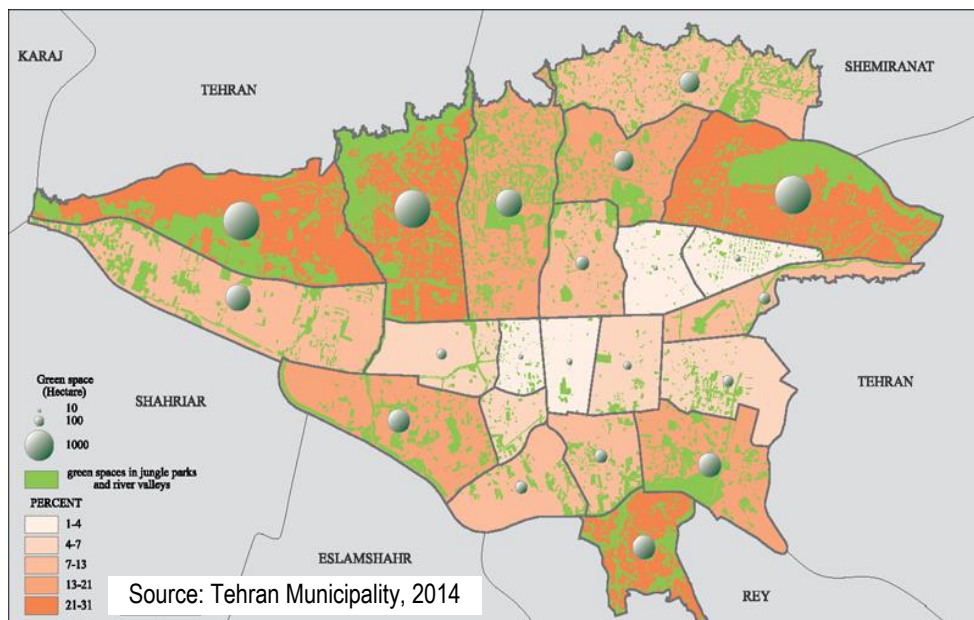 KARAJ
TEHRAN
SHEMIRANAT
TEHRAN
SHAHRIAR
ESLAMSHAHR
REY
Green space
(Hectare)
10
100
1000
green spaces in jungle parks
and river valleys
PERCENT
1-4
4-7
7-13
13-21
21-31
Source: Tehran Municipality, 2014